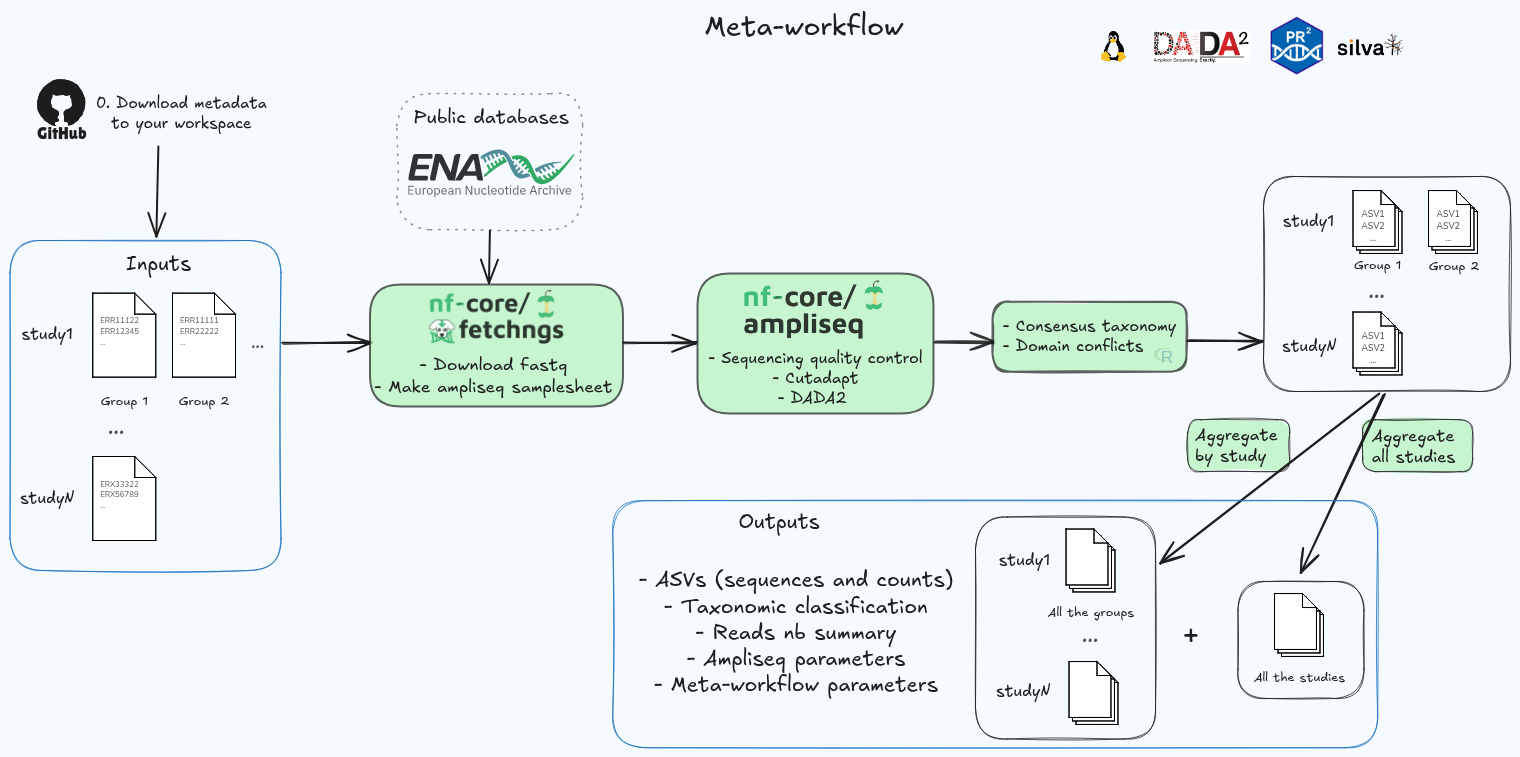 Meta-workflow
DADA2
Amplicon Sequencing. Exactly.
PR2
silva
GitHub
0. Download metadata
to your workspace
Public databases
ENA
European Nucleotide Archive
Inputs
study1
ERR11122
ERR12345
...
Group 1
ERR11111
ERR22222
...
Group 2
...
...
studyN
ERX33322
ERX56789
...
nf-core/
fetchngs
- Download fastq
- Make ampliseq samplesheet
nf-core/
ampliseq
- Sequencing quality control
- Cutadapt
- DADA2
- Consensus taxonomy
- Domain conflicts
R
study1
ASV1
ASV2
...
Group 1
ASV1
ASV2
...
Group 2
...
studyN
ASV1
ASV2
...
Aggregate
by study
Aggregate
all studies
Outputs
- ASVs (sequences and counts)
- Taxonomic classification
- Reads nb summary
- Ampliseq parameters
- Meta-workflow parameters
study1
All the groups
...
studyN
+
All the studies